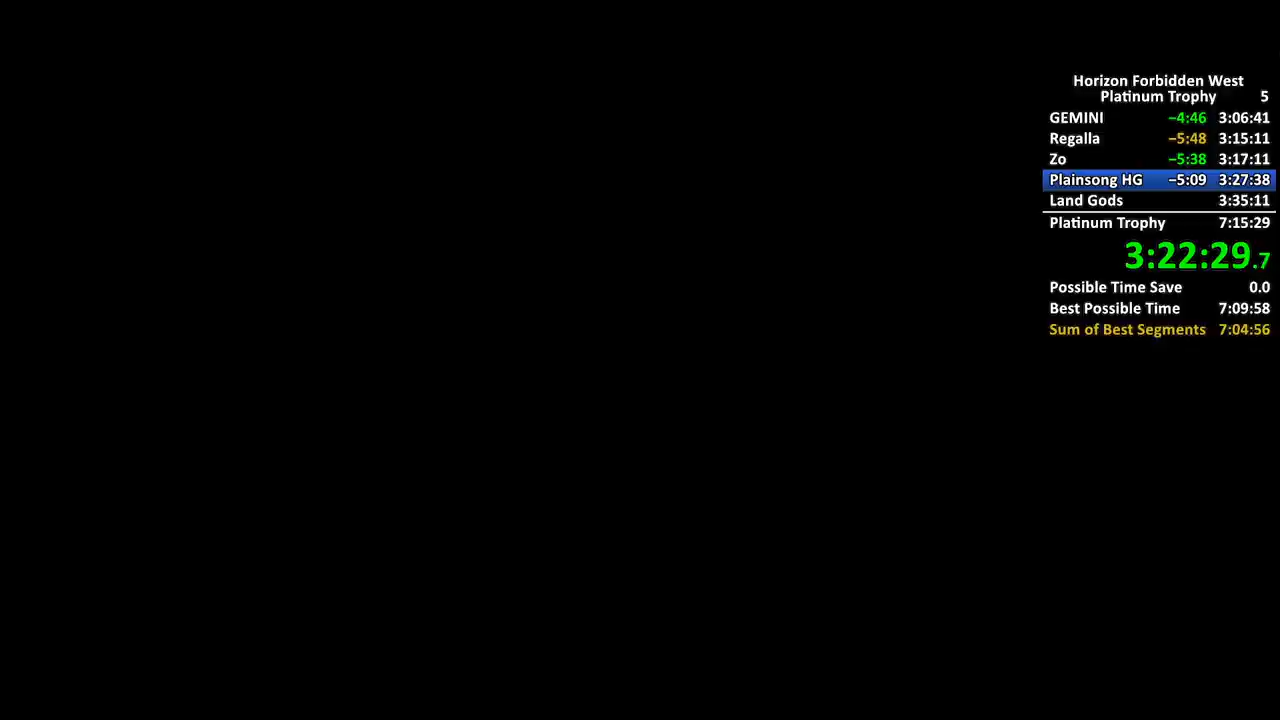 Horizon Forbidden West
Platinum Trophy 5
GEMINI −4:46 3:06:41
Regalla −5:48 3:15:11
Zo −5:38 3:17:11
Plainsong HG −5:09 3:27:38
Land Gods 3:35:11
Platinum Trophy 7:15:29
3:22:29.7
Possible Time Save 0.0
Best Possible Time 7:09:58
Sum of Best Segments 7:04:56